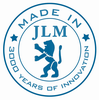 MADE IN
JLM
3000 YEARS OF INNOVATION